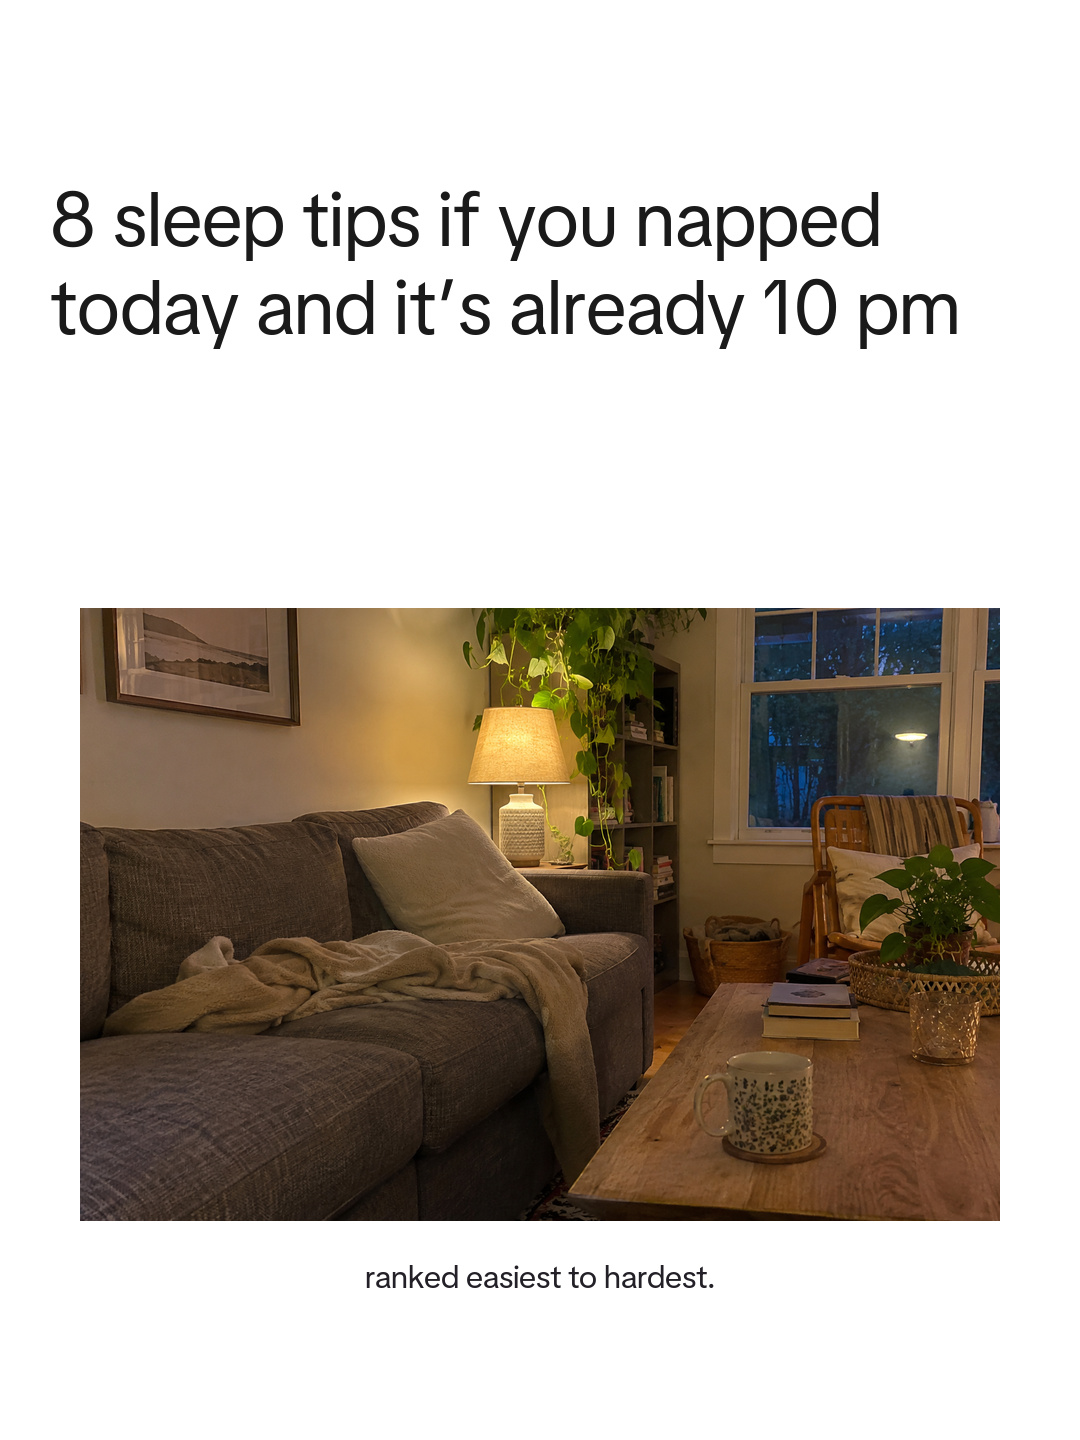 8 sleep tips if you napped
today and it’s already 10 pm
ranked easiest to hardest.